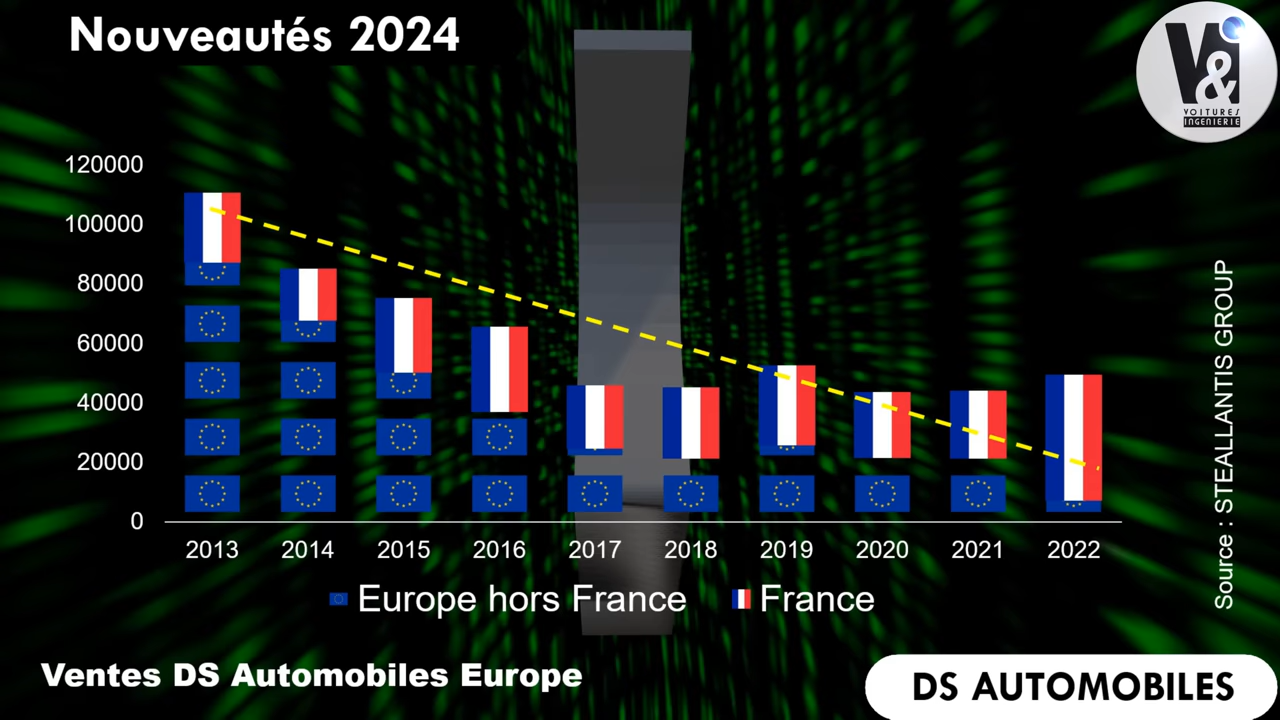 Nouveautés 2024
V&i
VOITURES
INGENIERIE
120000
100000
80000
60000
40000
20000
0
2013 2014 2015 2016 2017 2018 2019 2020 2021 2022
Europe hors France France
Source : STEALLANTIS GROUP
Ventes DS Automobiles Europe
DS AUTOMOBILES